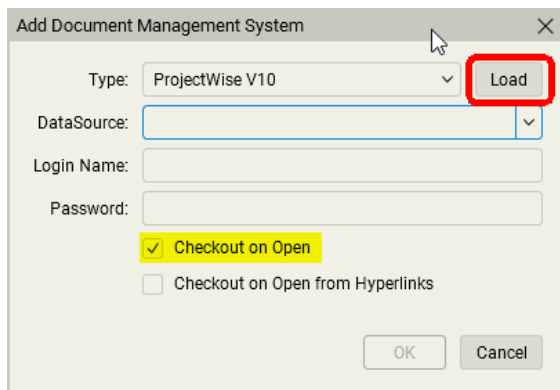 Add Document Management System
Type: ProjectWise V10 Load
DataSource:
Login Name:
Password:
Checkout on Open
Checkout on Open from Hyperlinks
OK Cancel